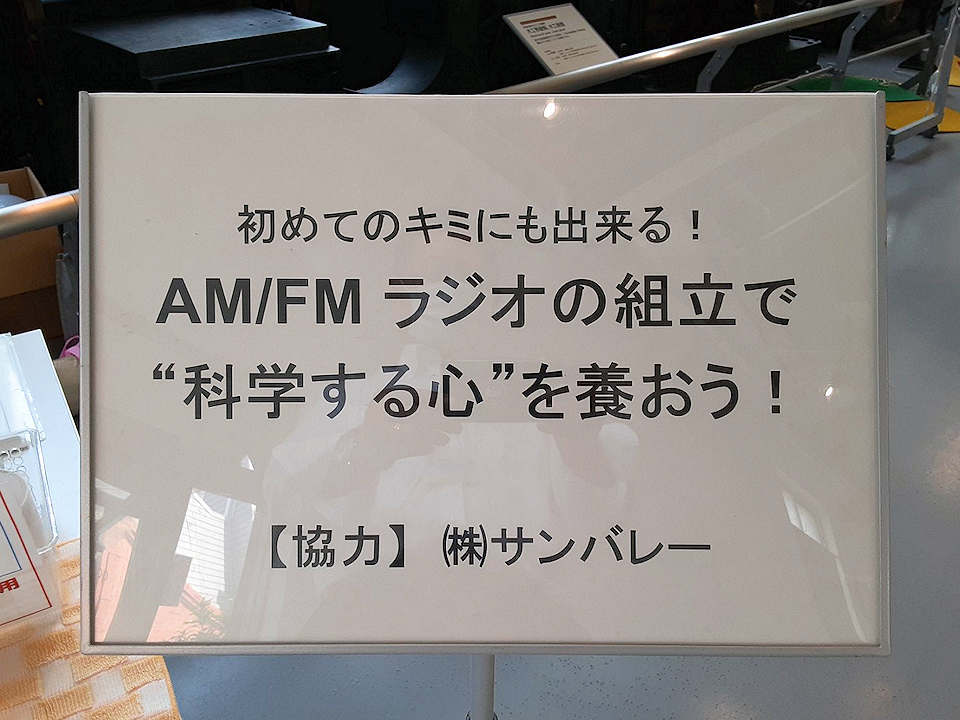 初めてのキミにも出来る！
AM/FM ラジオの組立で
“科学する心”を養おう！
【協力】 ㈱サンバレー
用